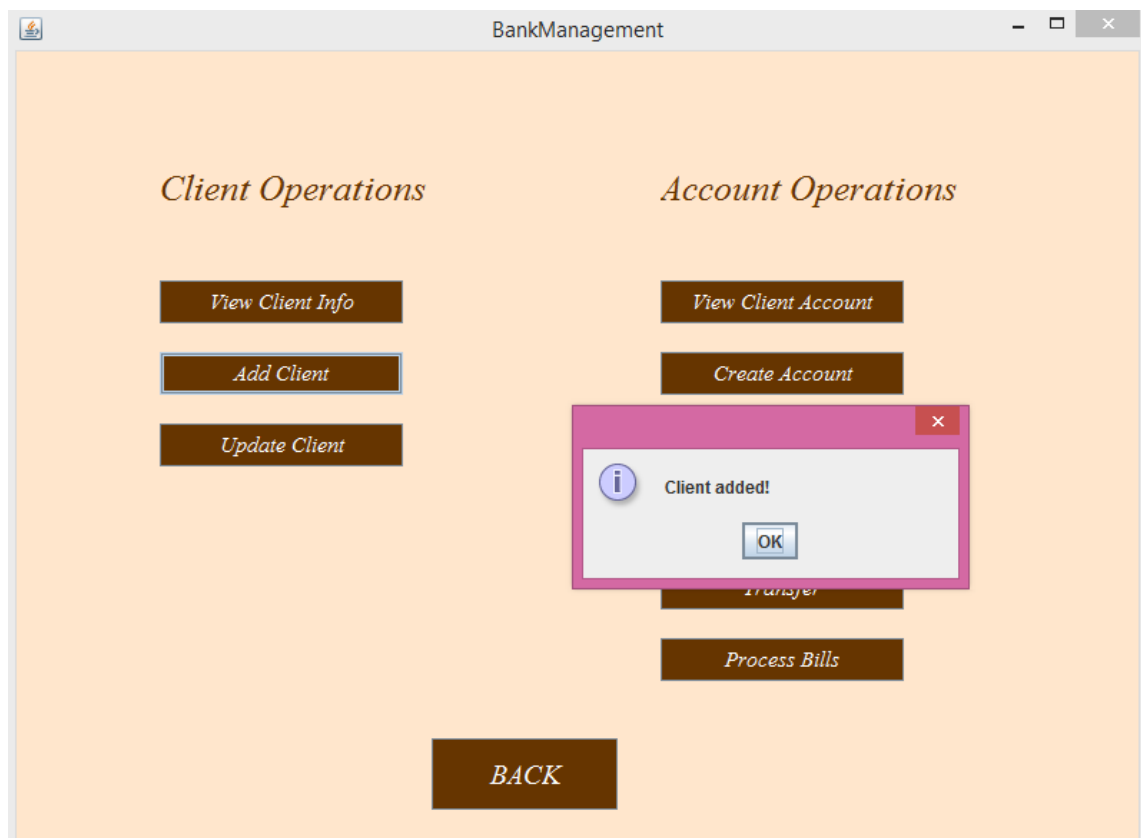 BankManagement
Client Operations
Account Operations
View Client Info
View Client Account
Add Client
Create Account
Update Client
Client added!
OK
Transfer
Process Bills
BACK